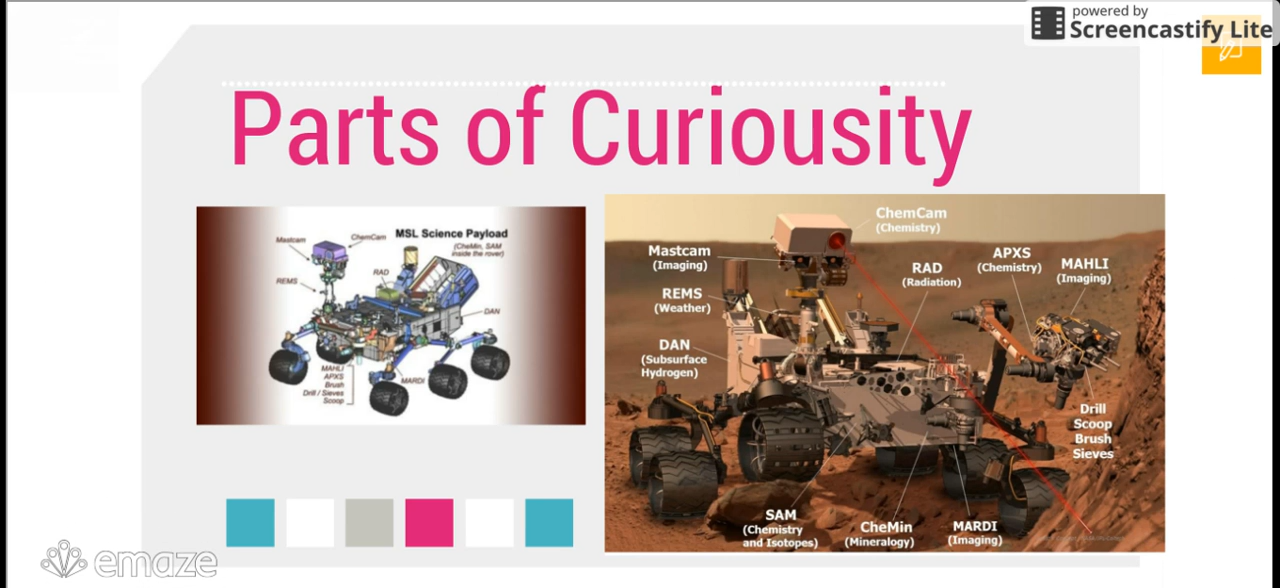 powered by
Screencastify Lite
Parts of Curiousity
MSL Science Payload
(CheMin, SAM
inside the rover)
Mastcam
ChemCam
REMS
RAD
DAN
MAHLI
APXS
Brush
Drill / Sieves
Scoop
MARDI
ChemCam
(Chemistry)
Mastcam
(Imaging)
APXS
(Chemistry)
MAHLI
(Imaging)
RAD
(Radiation)
REMS
(Weather)
DAN
(Subsurface
Hydrogen)
Drill
Scoop
Brush
Sieves
SAM
(Chemistry
and Isotopes)
CheMin
(Mineralogy)
MARDI
(Imaging)
emaze